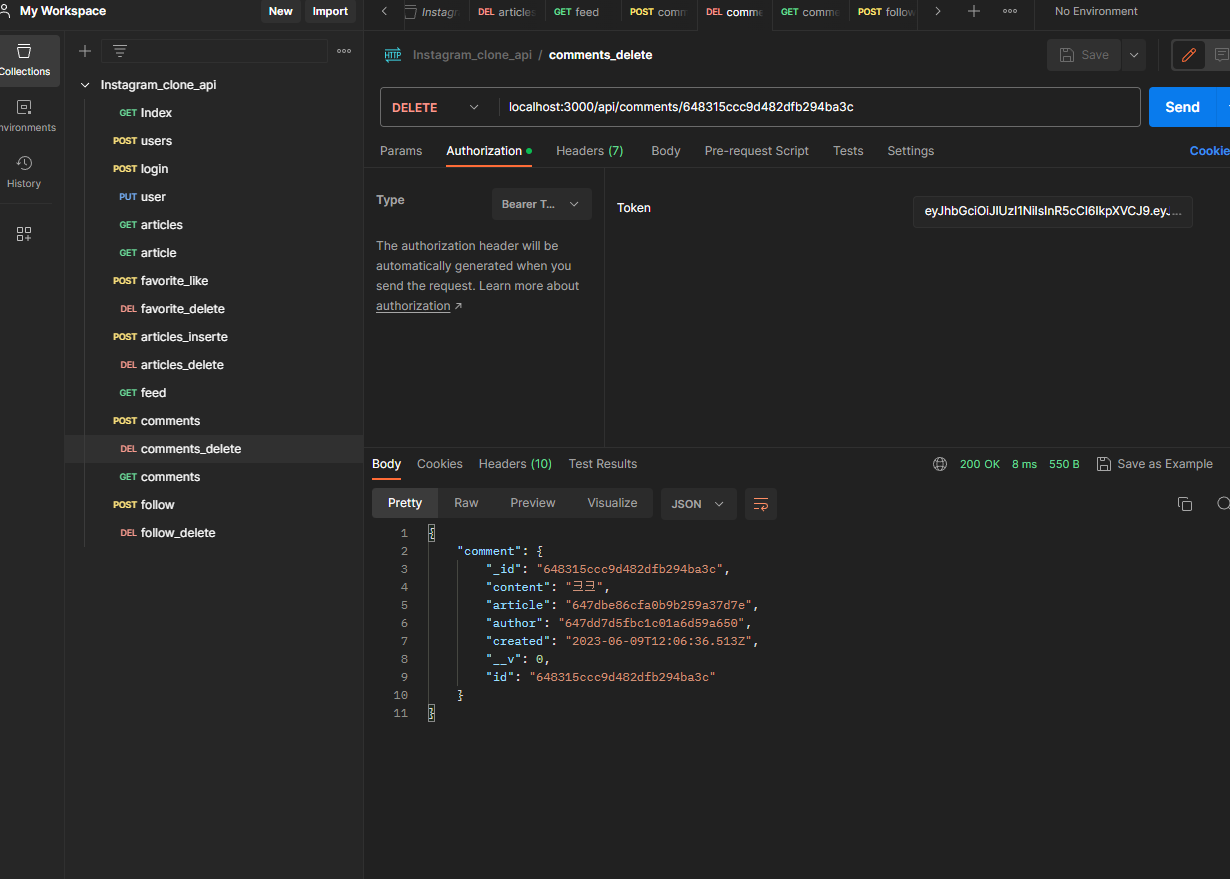 My Workspace New Import
Instagr DEL article GET feed POST comm DEL comme GET comme POST follow No Environment
Collections
Instagram_clone_api / comments_delete Save
Instagram_clone_api
GET Index
DELETE localhost:3000/api/comments/648315ccc9d482dfb294ba3c Send
nvironments
POST users
Params Authorization Headers (7) Body Pre-request Script Tests Settings Cookie
POST login
History
PUT user
Type Bearer T... Token eyJhbGciOiJIUzI1NiIsInR5cCI6IkpXVCJ9.eyJ...
GET articles
The authorization header will be
automatically generated when you
send the request. Learn more about
authorization ↗
GET article
POST favorite_like
DEL favorite_delete
POST articles_inserte
DEL articles_delete
GET feed
POST comments
DEL comments_delete
GET comments
POST follow
DEL follow_delete
Body Cookies Headers (10) Test Results 200 OK 8 ms 550 B Save as Example
Pretty Raw Preview Visualize JSON
1 {
2 "comment": {
3 "_id": "648315ccc9d482dfb294ba3c",
4 "content": "크크",
5 "article": "647dbe86cfa0b9b259a37d7e",
6 "author": "647dd7d5fbc1c01a6d59a650",
7 "created": "2023-06-09T12:06:36.513Z",
8 "__v": 0,
9 "id": "648315ccc9d482dfb294ba3c"
10 }
11 }